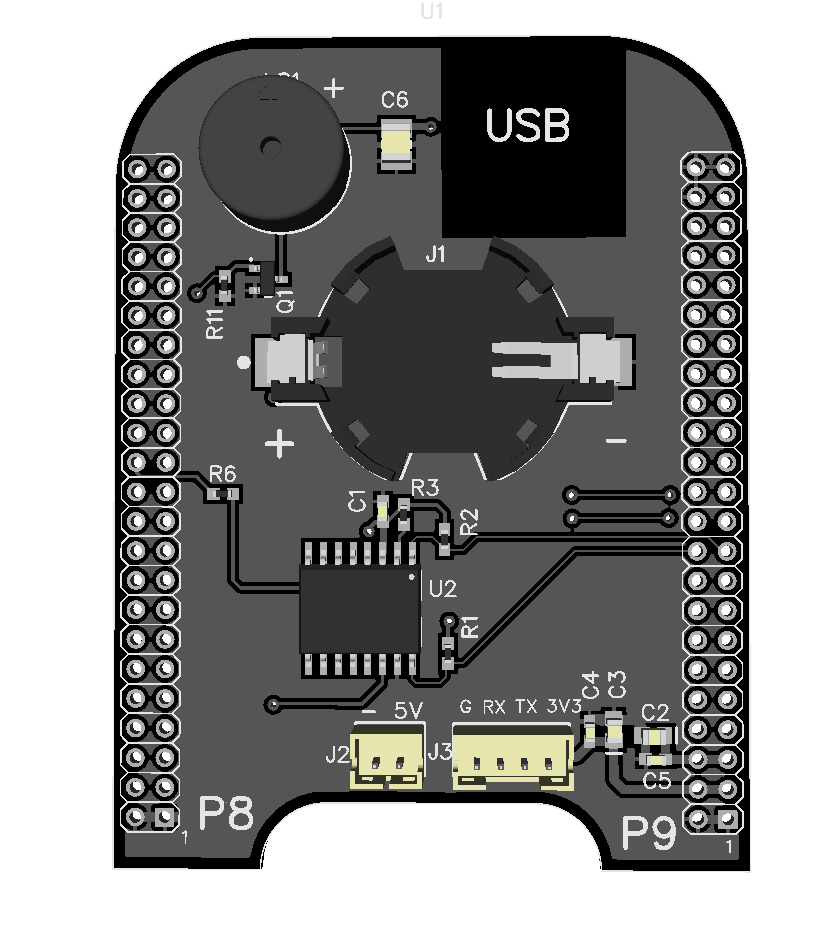 U1
+
C6
USB
J1
Q1
R11
+
-
R6
C1
R3
R2
U2
R1
C4
C3
- 5V
G RX TX 3V3
C2
J2
J3
C5
P8
P9
1
1